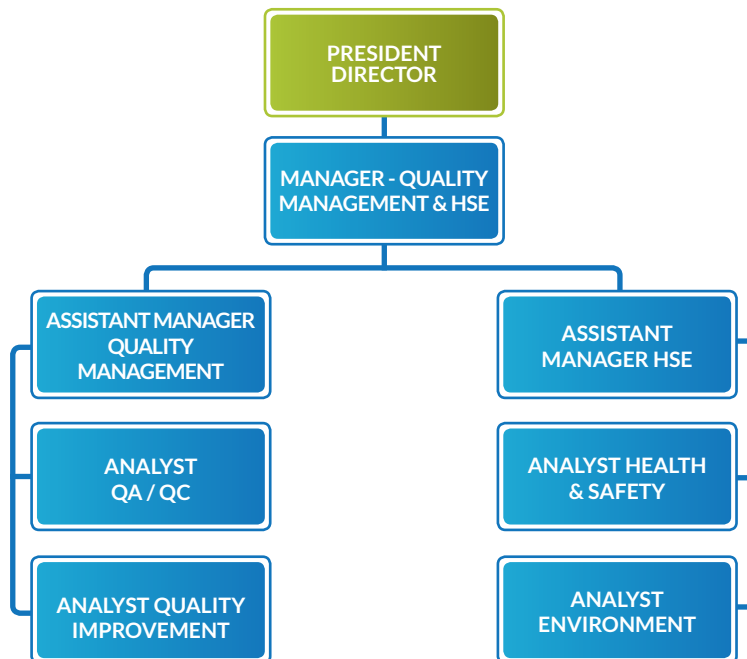 PRESIDENT
DIRECTOR
MANAGER - QUALITY
MANAGEMENT & HSE
ASSISTANT MANAGER
QUALITY
MANAGEMENT
ASSISTANT
MANAGER HSE
ANALYST
QA / QC
ANALYST HEALTH
& SAFETY
ANALYST QUALITY
IMPROVEMENT
ANALYST
ENVIRONMENT